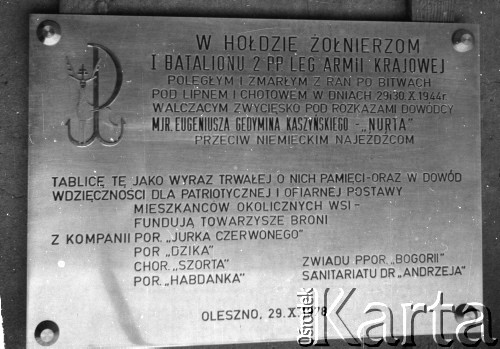 W HOŁDZIE ŻOŁNIERZOM
I BATALIONU 2 PP LEG ARMII KRAJOWEJ
POLEGŁYM I ZMARŁYM Z RAN PO BITWACH
POD LIPNEM I CHOTOWEM W DNIACH 29i30.X.1944r
WALCZĄCYM ZWYCIĘSKO POD ROZKAZAMI DOWÓDCY
MJR. EUGENIUSZA GEDYMINA KASZYŃSKIEGO - „NURTA”
PRZECIW NIEMIECKIM NAJEŹDŹCOM
TABLICĘ TĘ JAKO WYRAZ TRWAŁEJ O NICH PAMIĘCI-ORAZ W DOWÓD
WDZIĘCZNOŚCI DLA PATRIOTYCZNEJ I OFIARNEJ POSTAWY
MIESZKAŃCÓW OKOLICZNYCH WSI -
FUNDUJĄ TOWARZYSZE BRONI
Z KOMPANII POR. „JURKA CZERWONEGO”
POR „DZIKA”
CHOR. „SZORTA” ZWIADU PPOR. „BOGORII”
POR. „HABDANKA” SANITARIATU DR „ANDRZEJA”
OLESZNO, 29.X.1978
ośrodek Karta